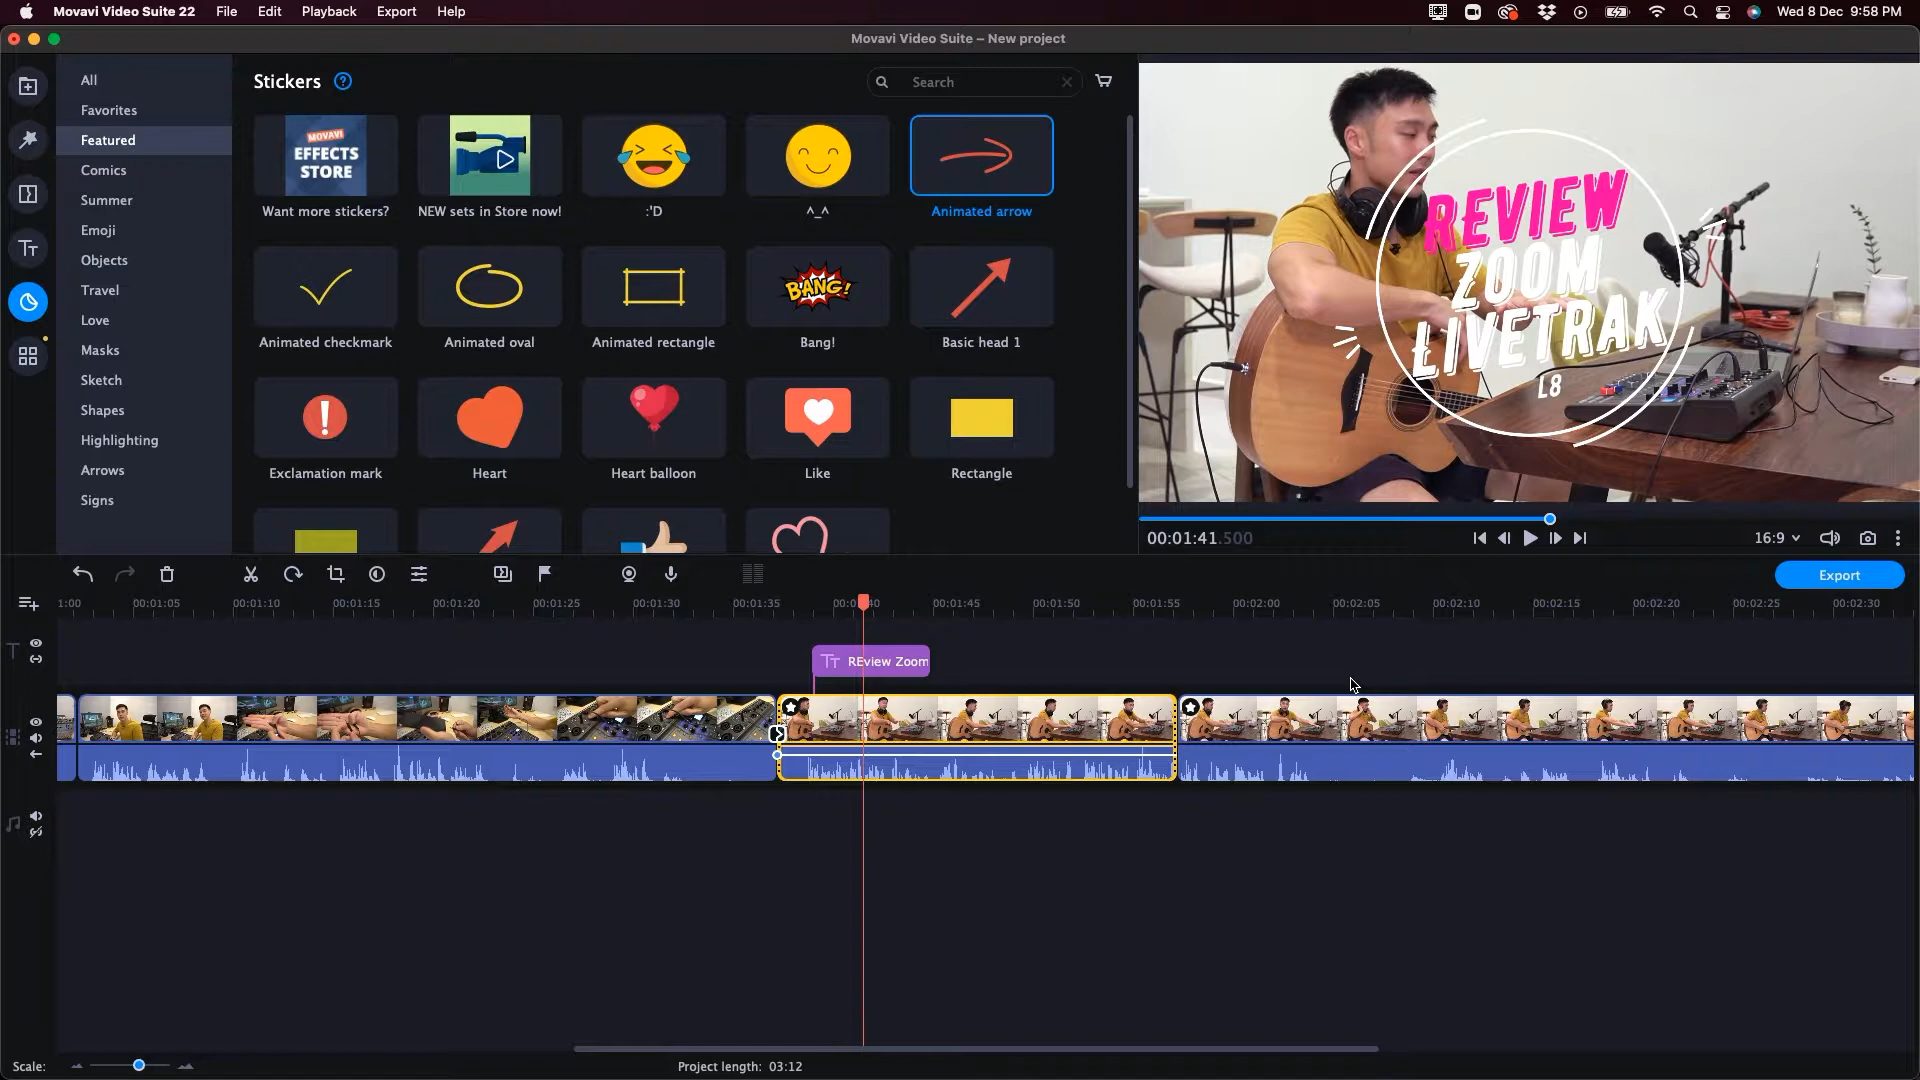 Movavi Video Suite 22 File Edit Playback Export Help
Wed 8 Dec 9:58 PM
Movavi Video Suite – New project
All
Favorites
Featured
Comics
Summer
Emoji
Objects
Travel
Love
Masks
Sketch
Shapes
Highlighting
Arrows
Signs
Stickers ?
Search
MOVAVI
EFFECTS
STORE
Want more stickers? NEW sets in Store now! :'D ^_^ Animated arrow
BANG!
Animated checkmark Animated oval Animated rectangle Bang! Basic head 1
Exclamation mark Heart Heart balloon Like Rectangle
REVIEW
ZOOM
LIVETRAK
L8
00:01:41.500
16:9
Export
1:00 00:01:05 00:01:10 00:01:15 00:01:20 00:01:25 00:01:30 00:01:35 00:01:40 00:01:45 00:01:50 00:01:55 00:02:00 00:02:05 00:02:10 00:02:15 00:02:20 00:02:25 00:02:30
REview Zoom
Scale:
Project length: 03:12